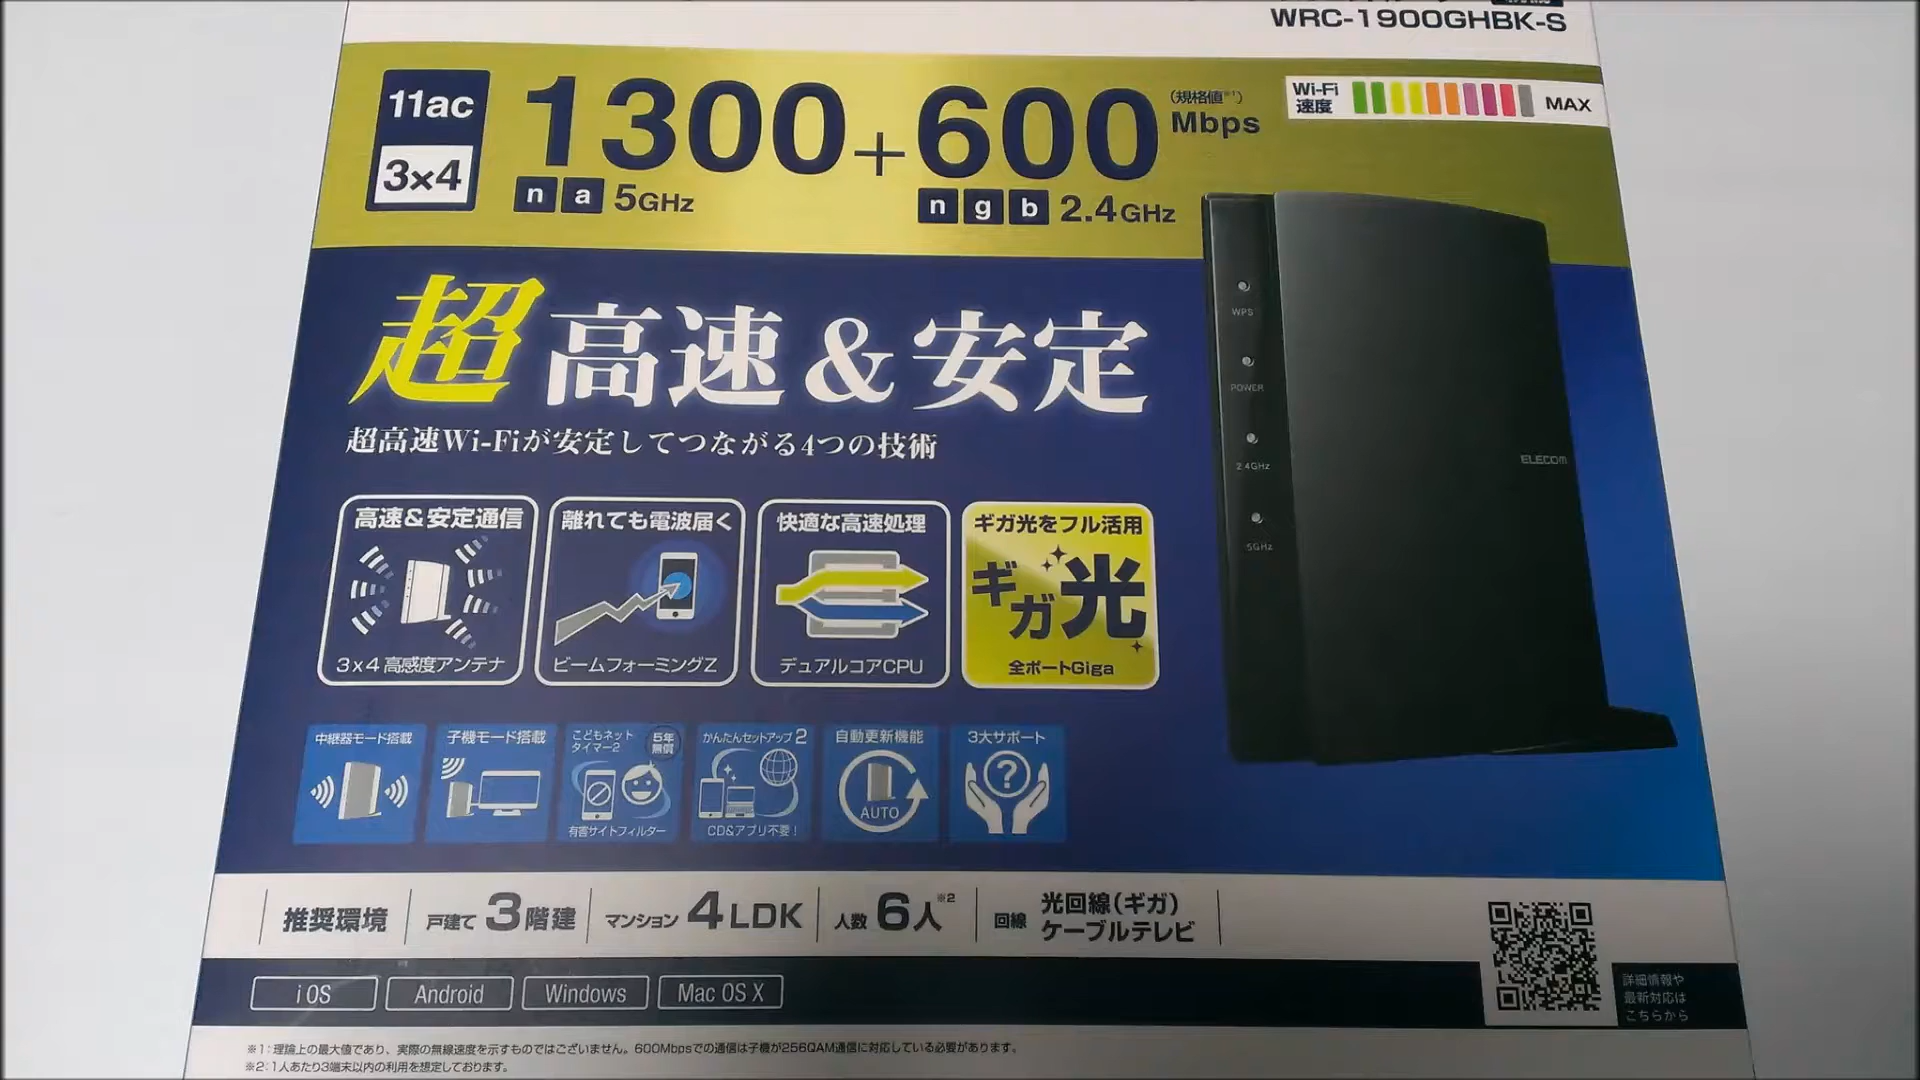 WRC-1900GHBK-S
11ac
3×4
1300+600
(規格値※1)
Mbps
n a 5GHz
n g b 2.4GHz
Wi-Fi
速度
MAX
超高速&安定
超高速Wi-Fiが安定してつながる4つの技術
高速&安定通信
3×4高感度アンテナ
離れても電波届く
ビームフォーミングZ
快適な高速処理
デュアルコアCPU
ギガ光をフル活用
ギガ光
全ポートGiga
WPS
POWER
2.4GHz
5GHz
ELECOM
中継器モード搭載
子機モード搭載
こどもネット
タイマー2
5年
無償
有害サイトフィルター
かんたんセットアップ2
CD&アプリ不要!
自動更新機能
AUTO
3大サポート
?
推奨環境
戸建て 3階建
マンション 4LDK
人数 6人※2
回線
光回線(ギガ)
ケーブルテレビ
iOS
Android
Windows
Mac OS X
詳細情報や
最新対応は
こちらから
※1:理論上の最大値であり、実際の無線速度を示すものではございません。600Mbpsでの通信は子機が256QAM通信に対応している必要があります。
※2:1人あたり3端末以内の利用を想定しております。